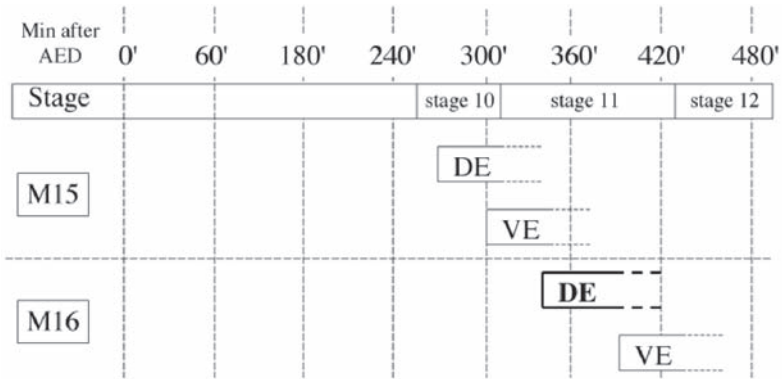 Min after
AED 0' 60' 180' 240' 300' 360' 420' 480'
Stage stage 10 stage 11 stage 12
DE
M15
VE
DE
M16
VE